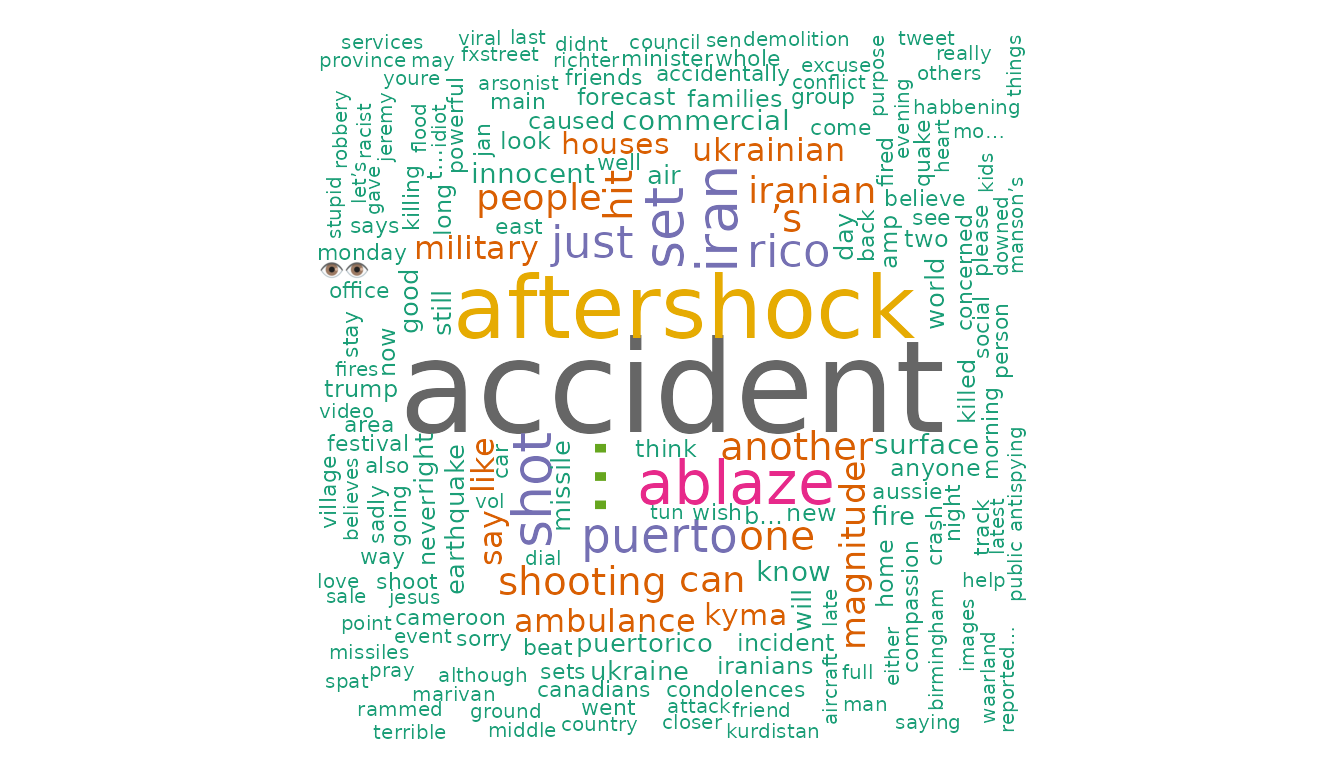 services viral last didnt council sendemolition tweet
province may fxstreet richter minister whole really things
youre arsonist friends accidentally excuse conflict purpose others
main forecast families group evening habbening
robbery racist jeremy flood idiot powerful caused commercial come mo...
jan look houses ukrainian fired quake heart
stupid let's gave killing t... long innocent well air iranian believe kids
says people hit set iran 's see please downed manson's
monday east military just rico day back amp two concerned
👁👁
office good still aftershock world social person
stay now accident killed morning
fires
trump
video
area
festival right like car shot missile ... think another surface
village believes also sadly going never earthquake vol ablaze magnitude anyone public antispying
say tun wish b... new aussie fire crash night track latest
puerto one
way dial
love shoot shooting can know home compassion help
sale jesus
point cameroon ambulance kyma will late birmingham images
event sorry beat puertorico incident either waarland reported...
missiles
spat pray although sets ukraine iranians aircraft full
marivan canadians condolences
rammed ground went attack friend man saying
terrible middle country closer kurdistan